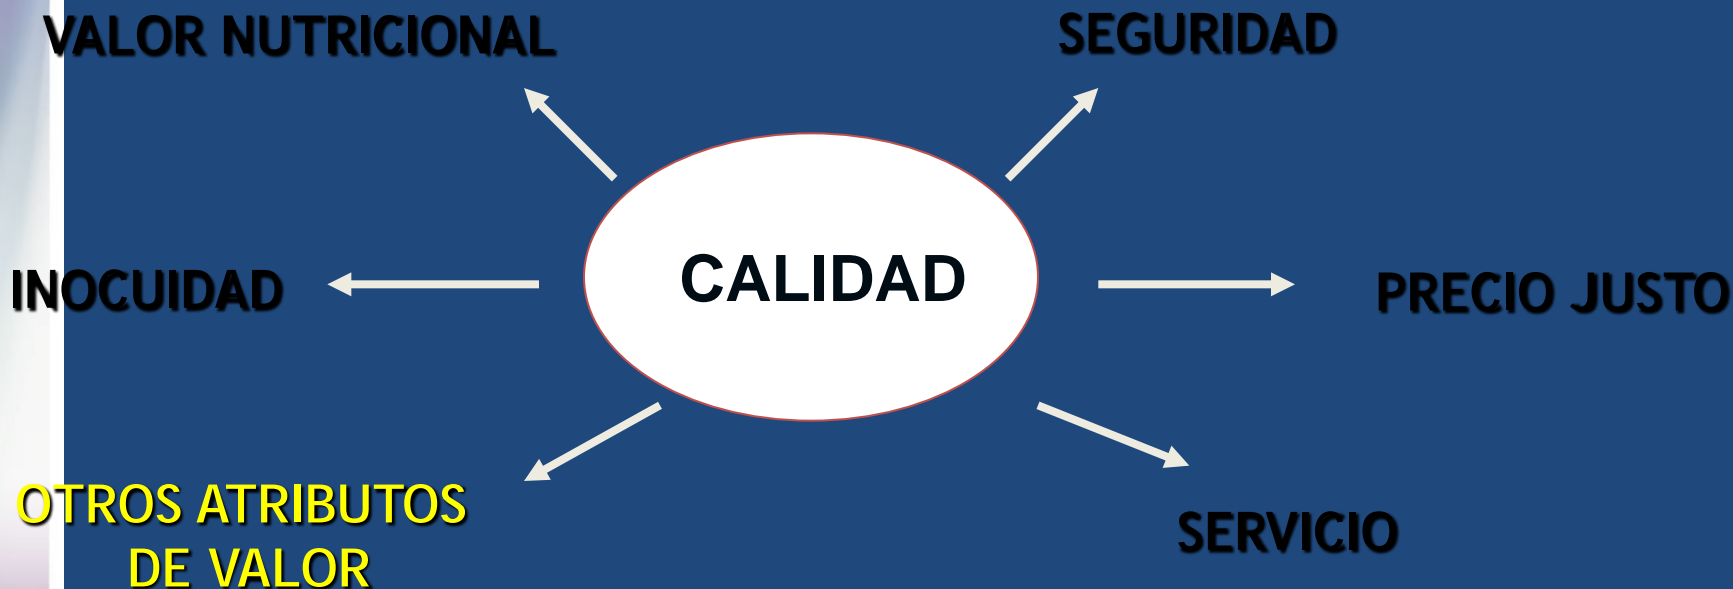 VALOR NUTRICIONAL
SEGURIDAD
INOCUIDAD
CALIDAD
PRECIO JUSTO
OTROS ATRIBUTOS
DE VALOR
SERVICIO